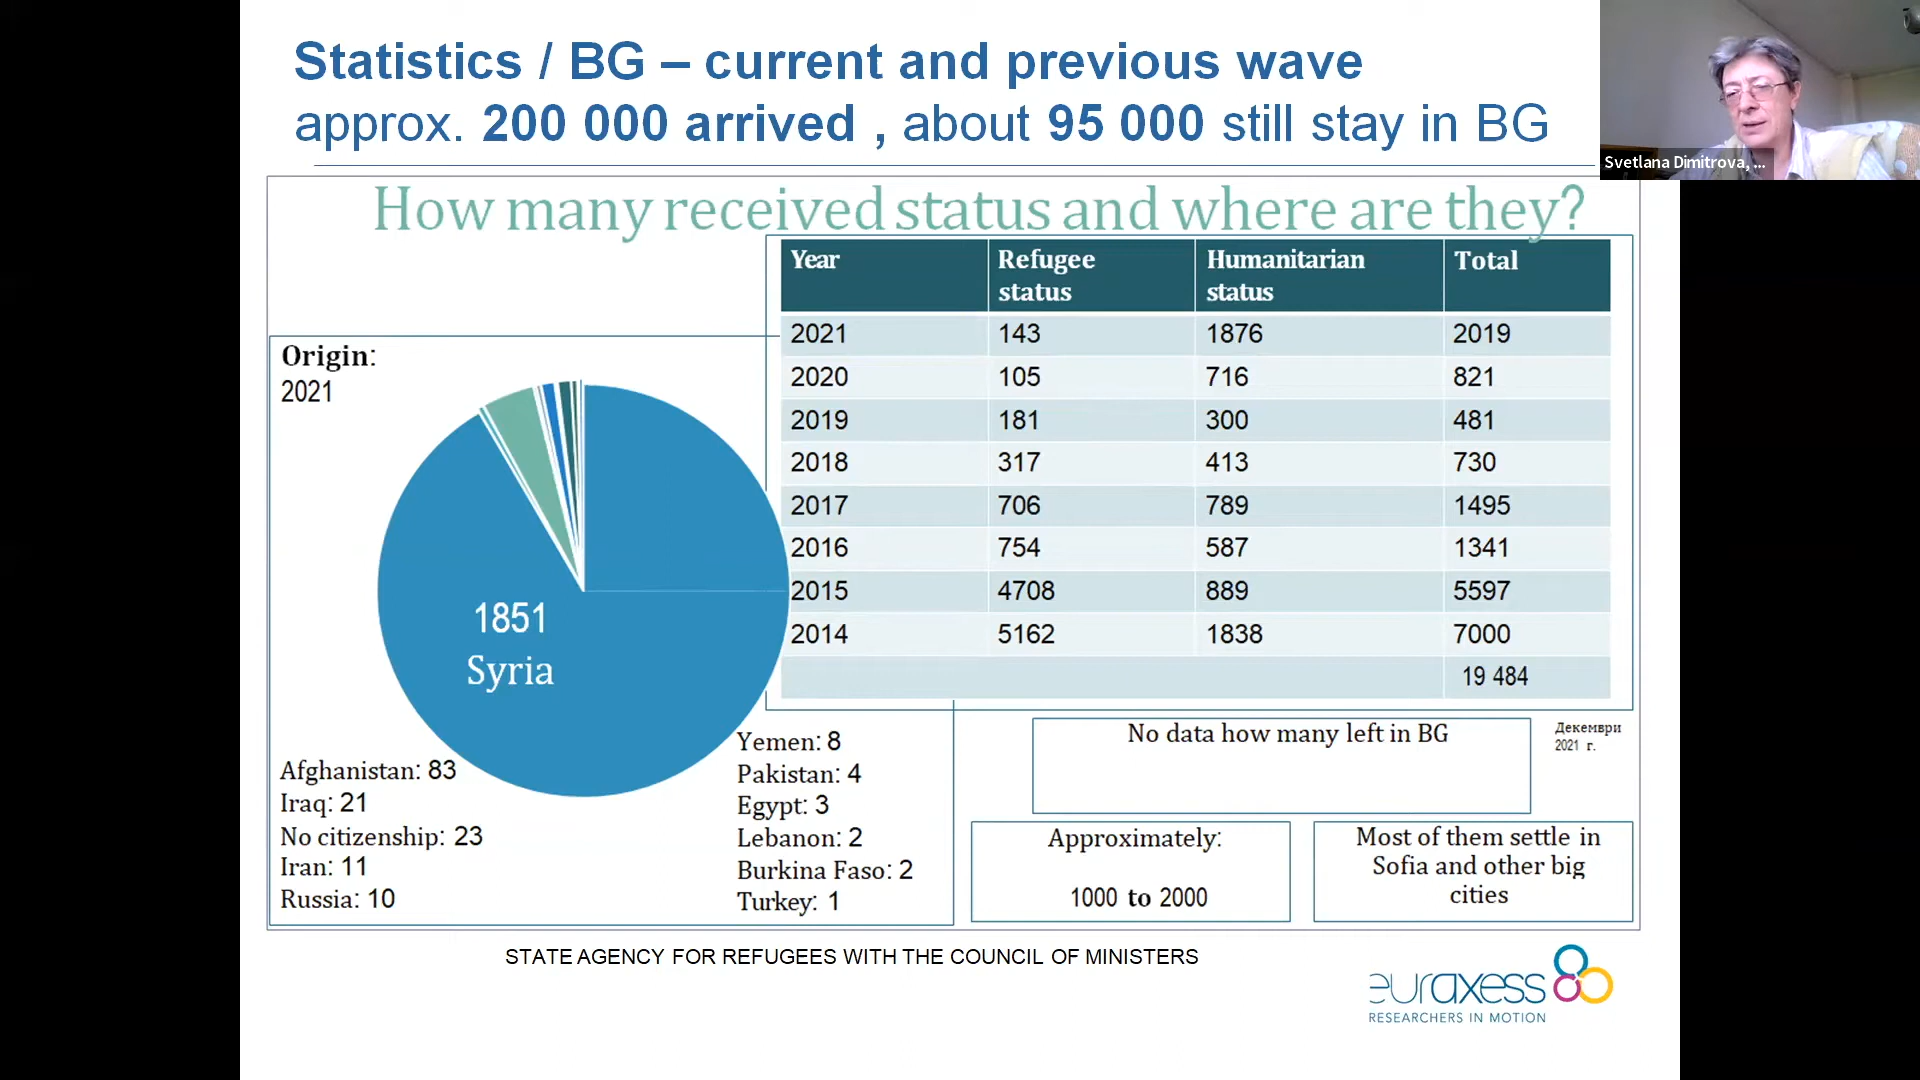 Statistics / BG – current and previous wave
approx. 200 000 arrived , about 95 000 still stay in BG
Svetlana Dimitrova, ...
How many received status and where are they?
Year Refugee status Humanitarian status Total
2021 143 1876 2019
2020 105 716 821
2019 181 300 481
2018 317 413 730
2017 706 789 1495
2016 754 587 1341
2015 4708 889 5597
2014 5162 1838 7000
19 484
Origin:
2021
1851
Syria
Afghanistan: 83
Iraq: 21
No citizenship: 23
Iran: 11
Russia: 10
Yemen: 8
Pakistan: 4
Egypt: 3
Lebanon: 2
Burkina Faso: 2
Turkey: 1
No data how many left in BG
Декември
2021 г.
Approximately:
1000 to 2000
Most of them settle in
Sofia and other big
cities
STATE AGENCY FOR REFUGEES WITH THE COUNCIL OF MINISTERS
euraxess
RESEARCHERS IN MOTION